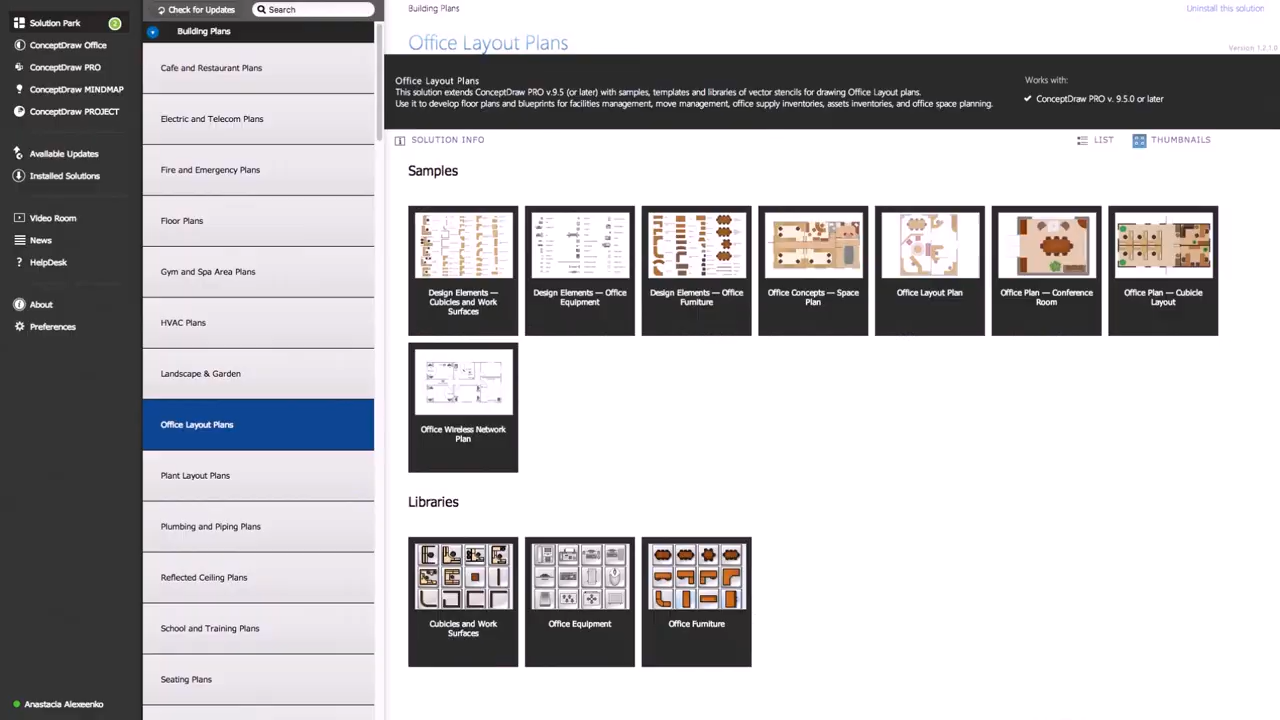 Solution Park
2
ConceptDraw Office
ConceptDraw PRO
ConceptDraw MINDMAP
ConceptDraw PROJECT
Available Updates
Installed Solutions
Video Room
News
HelpDesk
About
Preferences
Anastacia Alexeenko
Check for Updates
Search
Building Plans
Cafe and Restaurant Plans
Electric and Telecom Plans
Fire and Emergency Plans
Floor Plans
Gym and Spa Area Plans
HVAC Plans
Landscape & Garden
Office Layout Plans
Plant Layout Plans
Plumbing and Piping Plans
Reflected Ceiling Plans
School and Training Plans
Seating Plans
Building Plans
Uninstall this solution
Office Layout Plans
Version 1.2.1.0
Office Layout Plans
This solution extends ConceptDraw PRO v.9.5 (or later) with samples, templates and libraries of vector stencils for drawing Office Layout plans.
Use it to develop floor plans and blueprints for facilities management, move management, office supply inventories, assets inventories, and office space planning.
Works with:
ConceptDraw PRO v. 9.5.0 or later
SOLUTION INFO
LIST
THUMBNAILS
Samples
Design Elements —
Cubicles and Work
Surfaces
Design Elements — Office
Equipment
Design Elements — Office
Furniture
Office Concepts — Space
Plan
Office Layout Plan
Office Plan — Conference
Room
Office Plan — Cubicle
Layout
Office Wireless Network
Plan
Libraries
Cubicles and Work
Surfaces
Office Equipment
Office Furniture